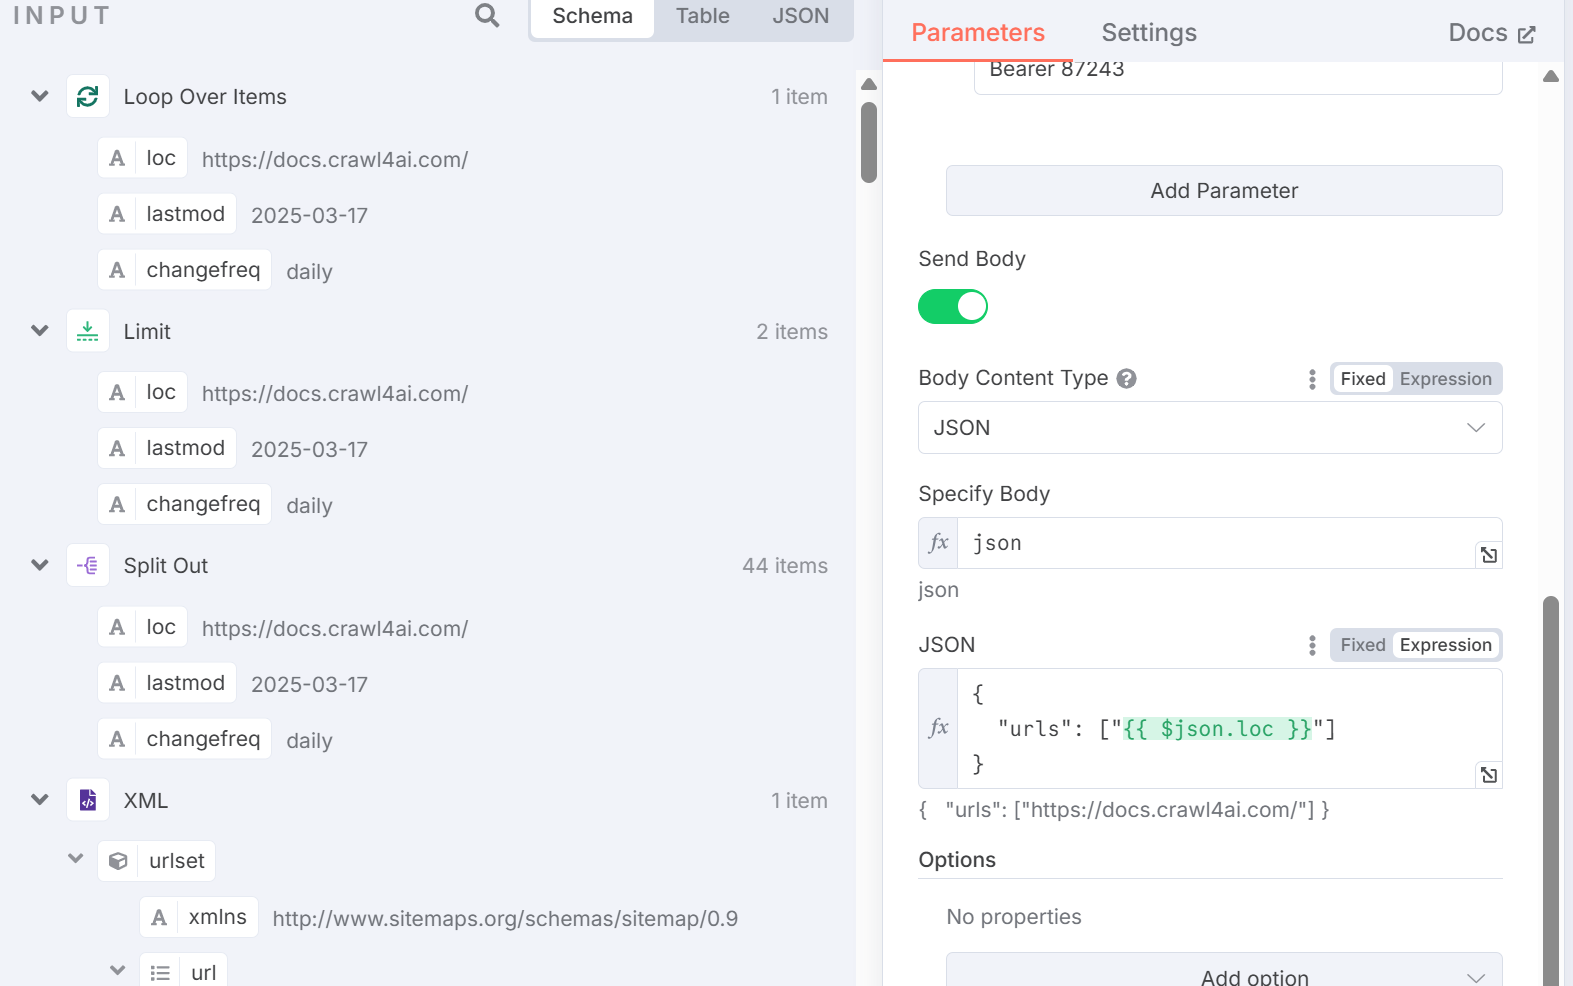 INPUT
Schema Table JSON
Loop Over Items 1 item
A loc https://docs.crawl4ai.com/
A lastmod 2025-03-17
A changefreq daily
Limit 2 items
A loc https://docs.crawl4ai.com/
A lastmod 2025-03-17
A changefreq daily
Split Out 44 items
A loc https://docs.crawl4ai.com/
A lastmod 2025-03-17
A changefreq daily
XML 1 item
urlset
A xmlns http://www.sitemaps.org/schemas/sitemap/0.9
url
Parameters Settings Docs
Bearer 87243
Add Parameter
Send Body
Body Content Type ? Fixed Expression
JSON
Specify Body
fx json
json
JSON Fixed Expression
{
fx "urls": ["{{ $json.loc }}"]
}
{ "urls": ["https://docs.crawl4ai.com/"] }
Options
No properties
Add option